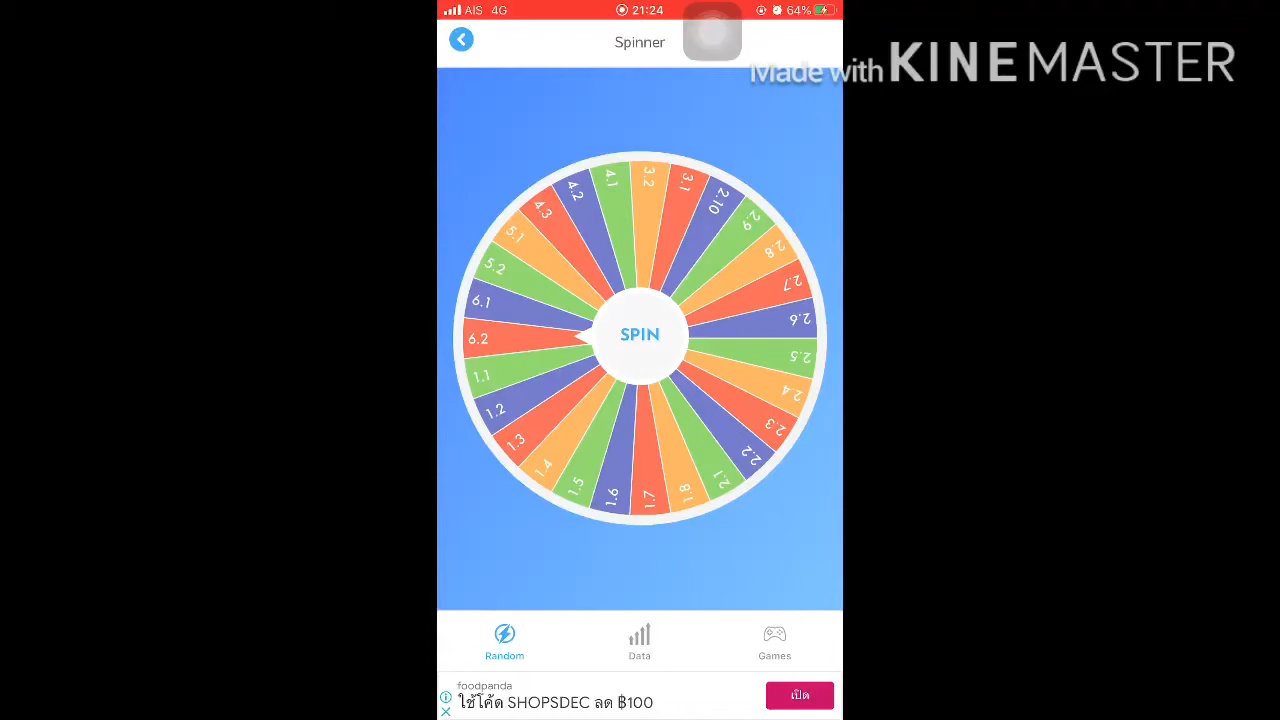 AIS 4G 21:24 64%
Spinner
Made with KINEMASTER
3.2
3.1
2.10
2.9
2.8
2.7
2.6
2.5
2.4
2.3
2.2
2.1
1.8
1.7
1.6
1.5
1.4
1.3
1.2
1.1
6.2
6.1
5.2
5.1
4.3
4.2
4.1
SPIN
Random
Data
Games
foodpanda
ใช้โค้ด SHOPSDEC ลด ฿100
เปิด